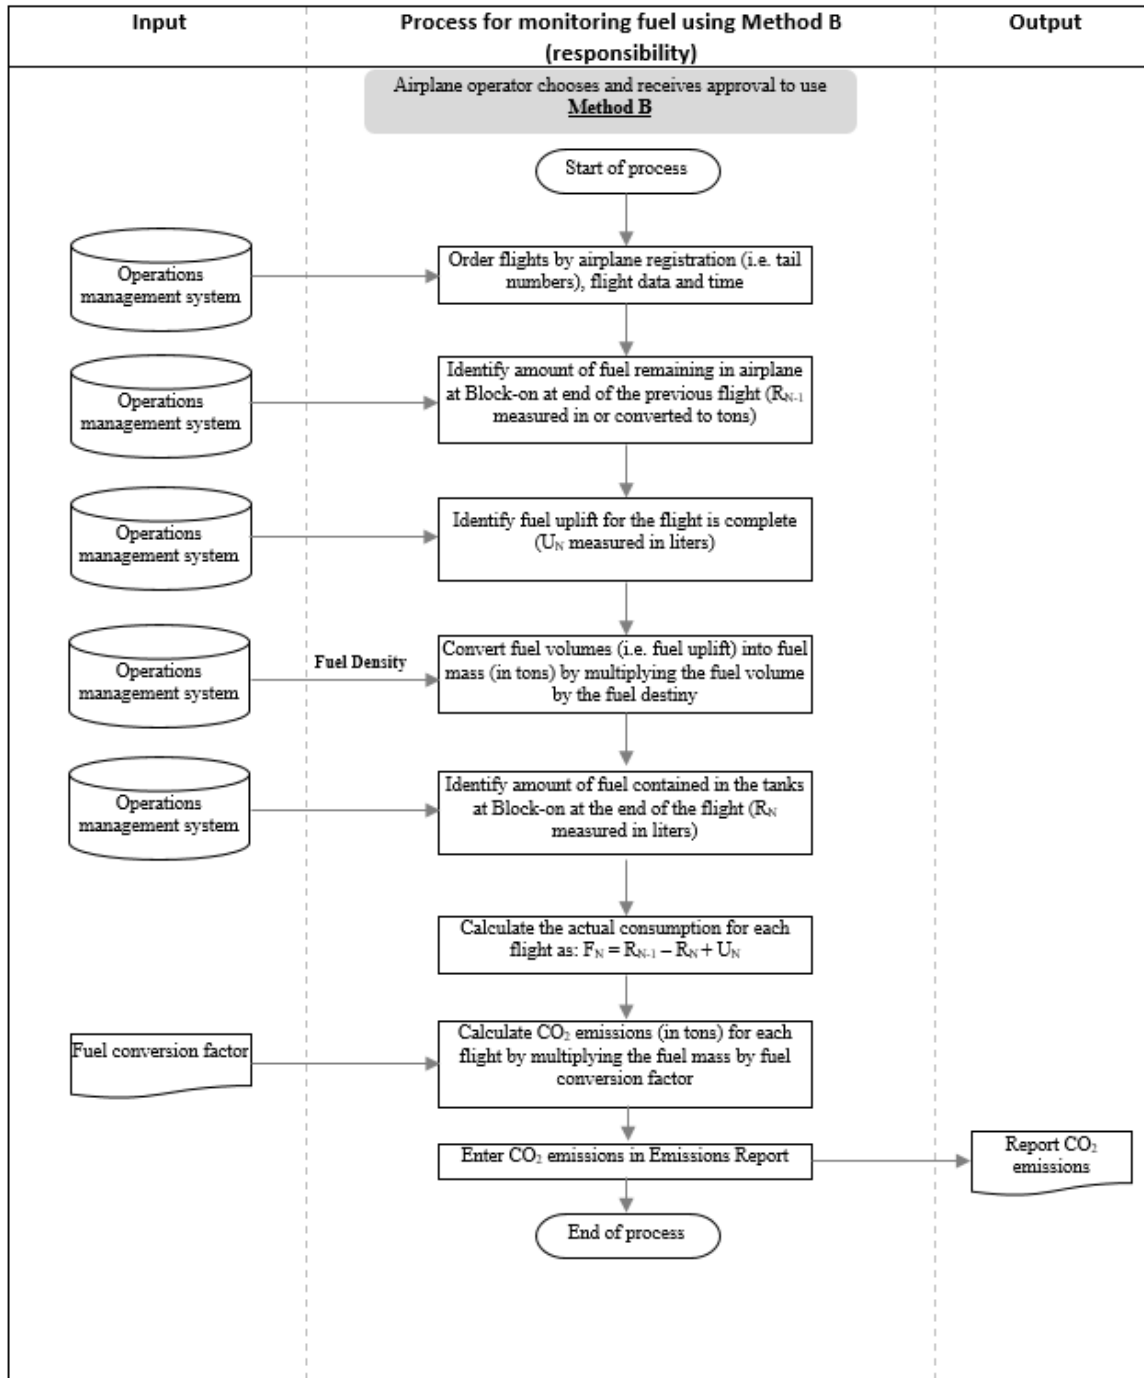 Input
Process for monitoring fuel using Method B
(responsibility)
Output
Airplane operator chooses and receives approval to use
Method B
Start of process
Operations
management system
Order flights by airplane registration (i.e. tail
numbers), flight data and time
Operations
management system
Identify amount of fuel remaining in airplane
at Block-on at end of the previous flight (R_N-1
measured in or converted to tons)
Operations
management system
Identify fuel uplift for the flight is complete
(U_N measured in liters)
Operations
management system
Fuel Density
Convert fuel volumes (i.e. fuel uplift) into fuel
mass (in tons) by multiplying the fuel volume
by the fuel destiny
Operations
management system
Identify amount of fuel contained in the tanks
at Block-on at the end of the flight (R_N
measured in liters)
Calculate the actual consumption for each
flight as: F_N = R_N-1 – R_N + U_N
Fuel conversion factor
Calculate CO₂ emissions (in tons) for each
flight by multiplying the fuel mass by fuel
conversion factor
Enter CO₂ emissions in Emissions Report
Report CO₂
emissions
End of process